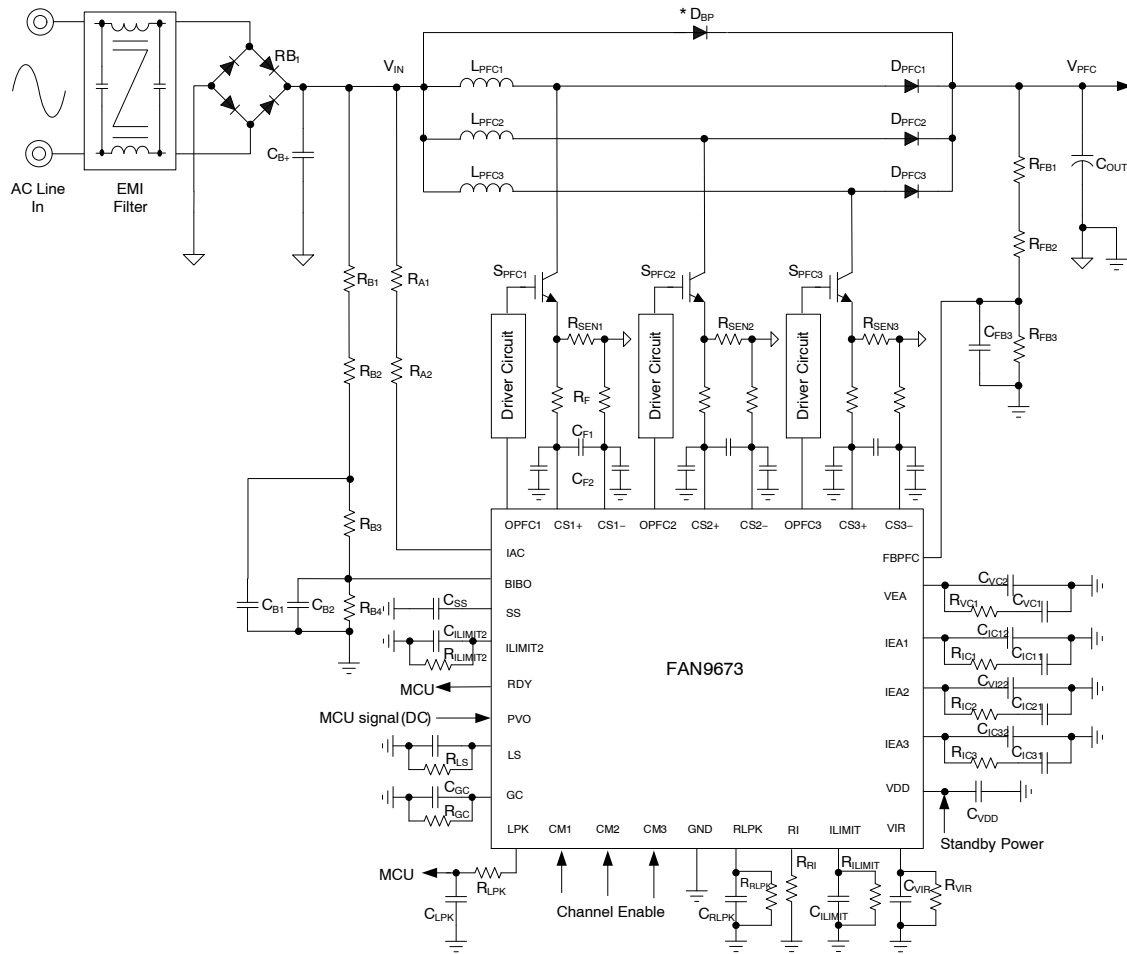 * DBP
RB1
VIN
LPFC1
DPFC1
VPFC
LPFC2
DPFC2
CB+
LPFC3
DPFC3
RFB1
COUT
AC Line
In
EMI
Filter
RFB2
RB1
RA1
SPFC1
SPFC2
SPFC3
RSEN1
RSEN2
RSEN3
CFB3
RFB3
Driver Circuit
Driver Circuit
Driver Circuit
RB2
RA2
RF
CF1
CF2
RB3
OPFC1
CS1+
CS1−
OPFC2
CS2+
CS2−
OPFC3
CS3+
CS3−
IAC
FBPFC
BIBO
CB1
CB2
RB4
CSS
SS
VEA
CVC2
RVC1
CVC1
CILIMIT2
RILIMIT2
ILIMIT2
IEA1
CIC12
RIC1
CIC11
FAN9673
MCU
RDY
IEA2
CVI22
RIC2
CIC21
MCU signal (DC)
PVO
IEA3
CIC32
RIC3
CIC31
LS
RLS
CGC
RGC
GC
VDD
CVDD
Standby Power
LPK
CM1
CM2
CM3
GND
RLPK
RI
ILIMIT
VIR
MCU
RLPK
CLPK
Channel Enable
RRLPK
CRLPK
RRI
RILIMIT
CILIMIT
CVIR
RVIR